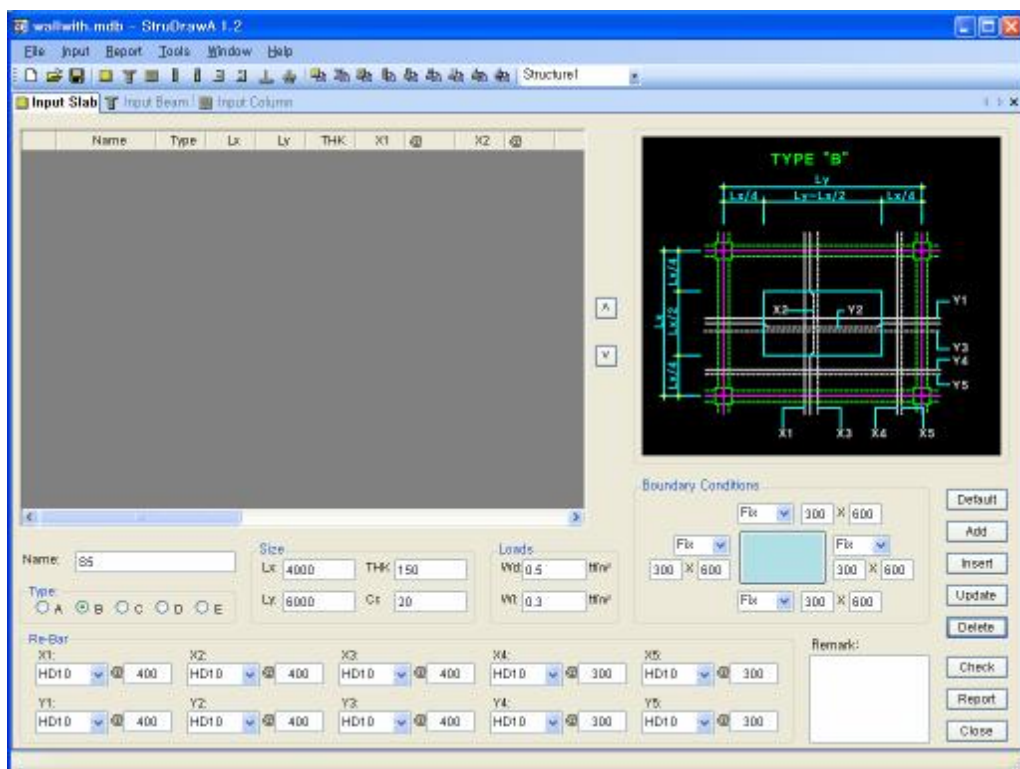 wallwith.mdb - StruDrawA 1.2
File Input Report Tools Window Help
Structure1
Input Slab Input Beam Input Column
Name Type Lx Ly THK X1 @ X2 @
TYPE "B"
Ly
Lx/4 Ly-Lx/2 Lx/4
Lx/4
Lx
Lx/2
Lx/4
X2 Y2
Y1
Y3
Y4
Y5
X1 X3 X4 X5
Boundary Conditions
Fix 300 X 600
Fix Fix
300 X 600 300 X 600
Fix 300 X 600
Default
Add
Insert
Update
Delete
Check
Report
Close
Name: S5
Type:
A B C D E
Size
Lx: 4000 THK: 150
Ly: 6000 Cs: 20
Loads
Wd: 0.5 tf/m²
Wl: 0.3 tf/m²
Re-Bar
X1: X2: X3: X4: X5:
HD10 @ 400 HD10 @ 400 HD10 @ 400 HD10 @ 300 HD10 @ 300
Y1: Y2: Y3: Y4: Y5:
HD10 @ 400 HD10 @ 400 HD10 @ 400 HD10 @ 300 HD10 @ 300
Remark: